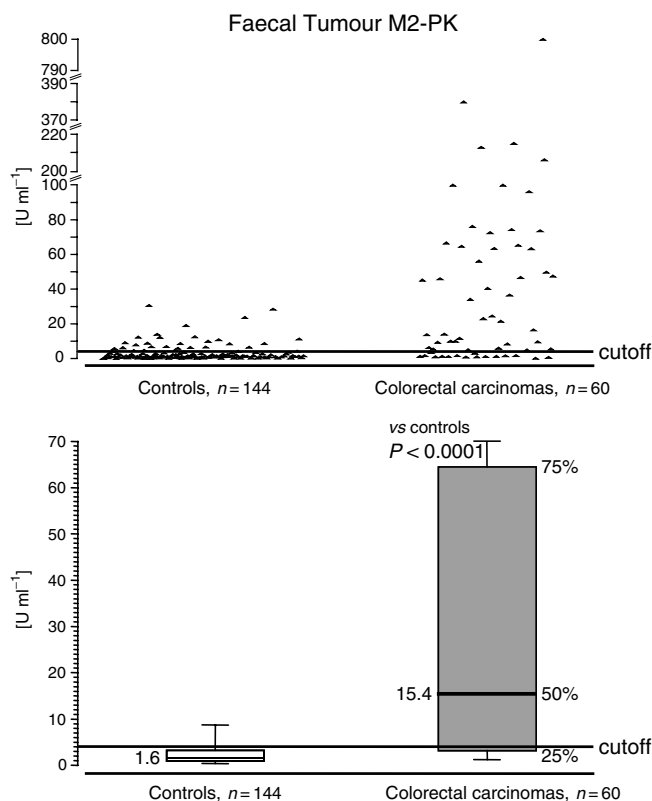 Faecal Tumour M2-PK
800
790
390
370
220
200
100
80
60
40
20
0
[U ml⁻¹]
cutoff
Controls, n = 144
Colorectal carcinomas, n = 60
vs controls
P < 0.0001
70
60
50
40
30
20
10
0
[U ml⁻¹]
75%
15.4
50%
1.6
25%
cutoff
Controls, n = 144
Colorectal carcinomas, n = 60